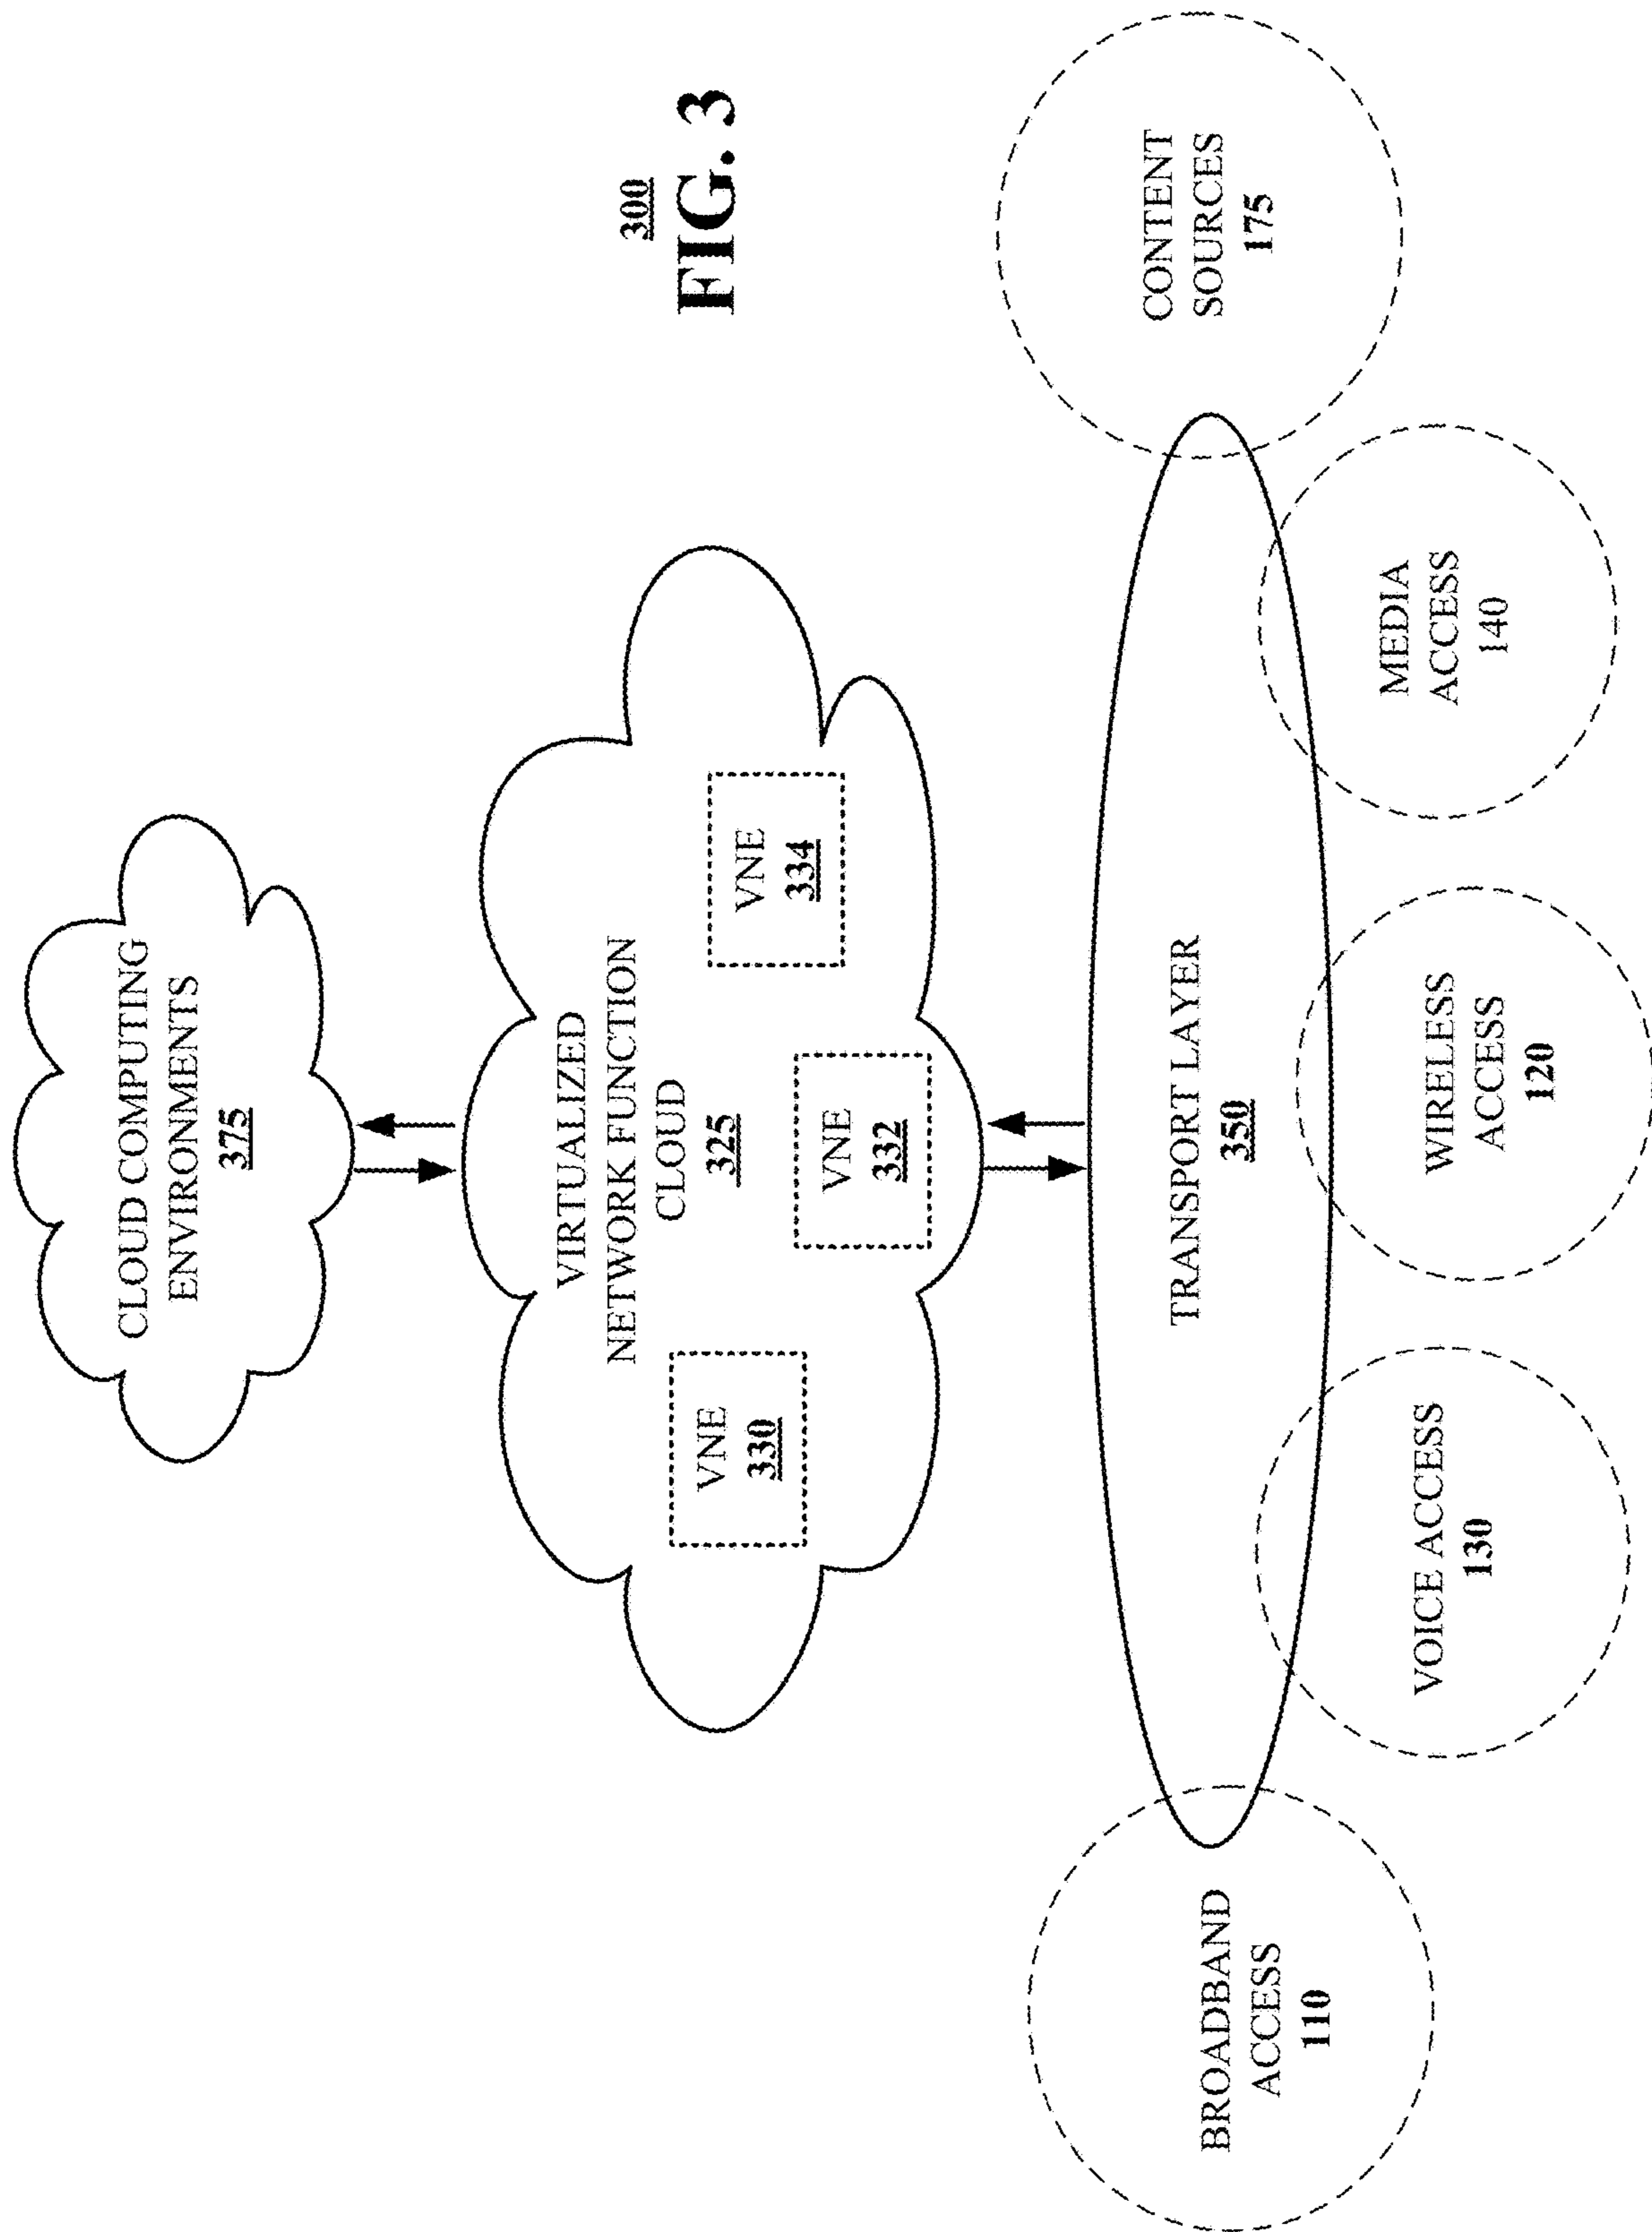 CLOUD COMPUTING
ENVIRONMENTS
375
VIRTUALIZED
NETWORK FUNCTION
CLOUD
325
VNE
330
VNE
332
VNE
334
300
FIG. 3
TRANSPORT LAYER
350
BROADBAND
ACCESS
110
VOICE ACCESS
130
WIRELESS
ACCESS
120
MEDIA
ACCESS
140
CONTENT
SOURCES
175